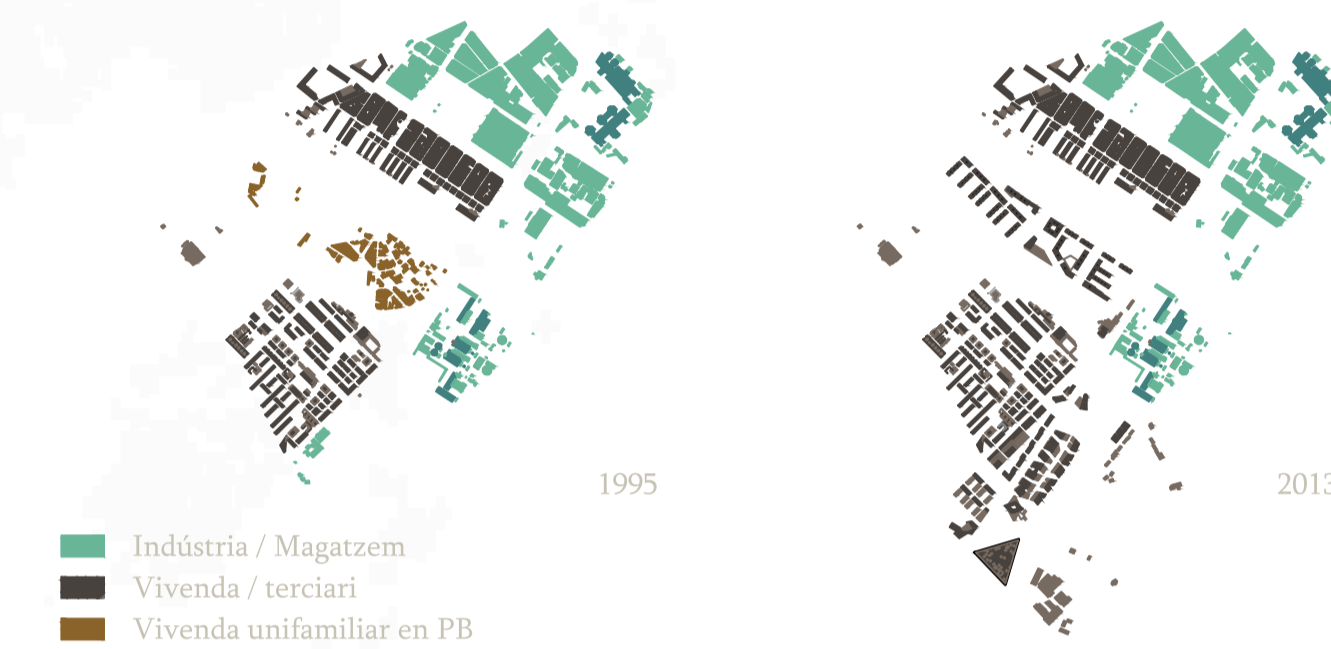 1995
2013
Indústria / Magatzem
Vivenda / terciari
Vivenda unifamiliar en PB